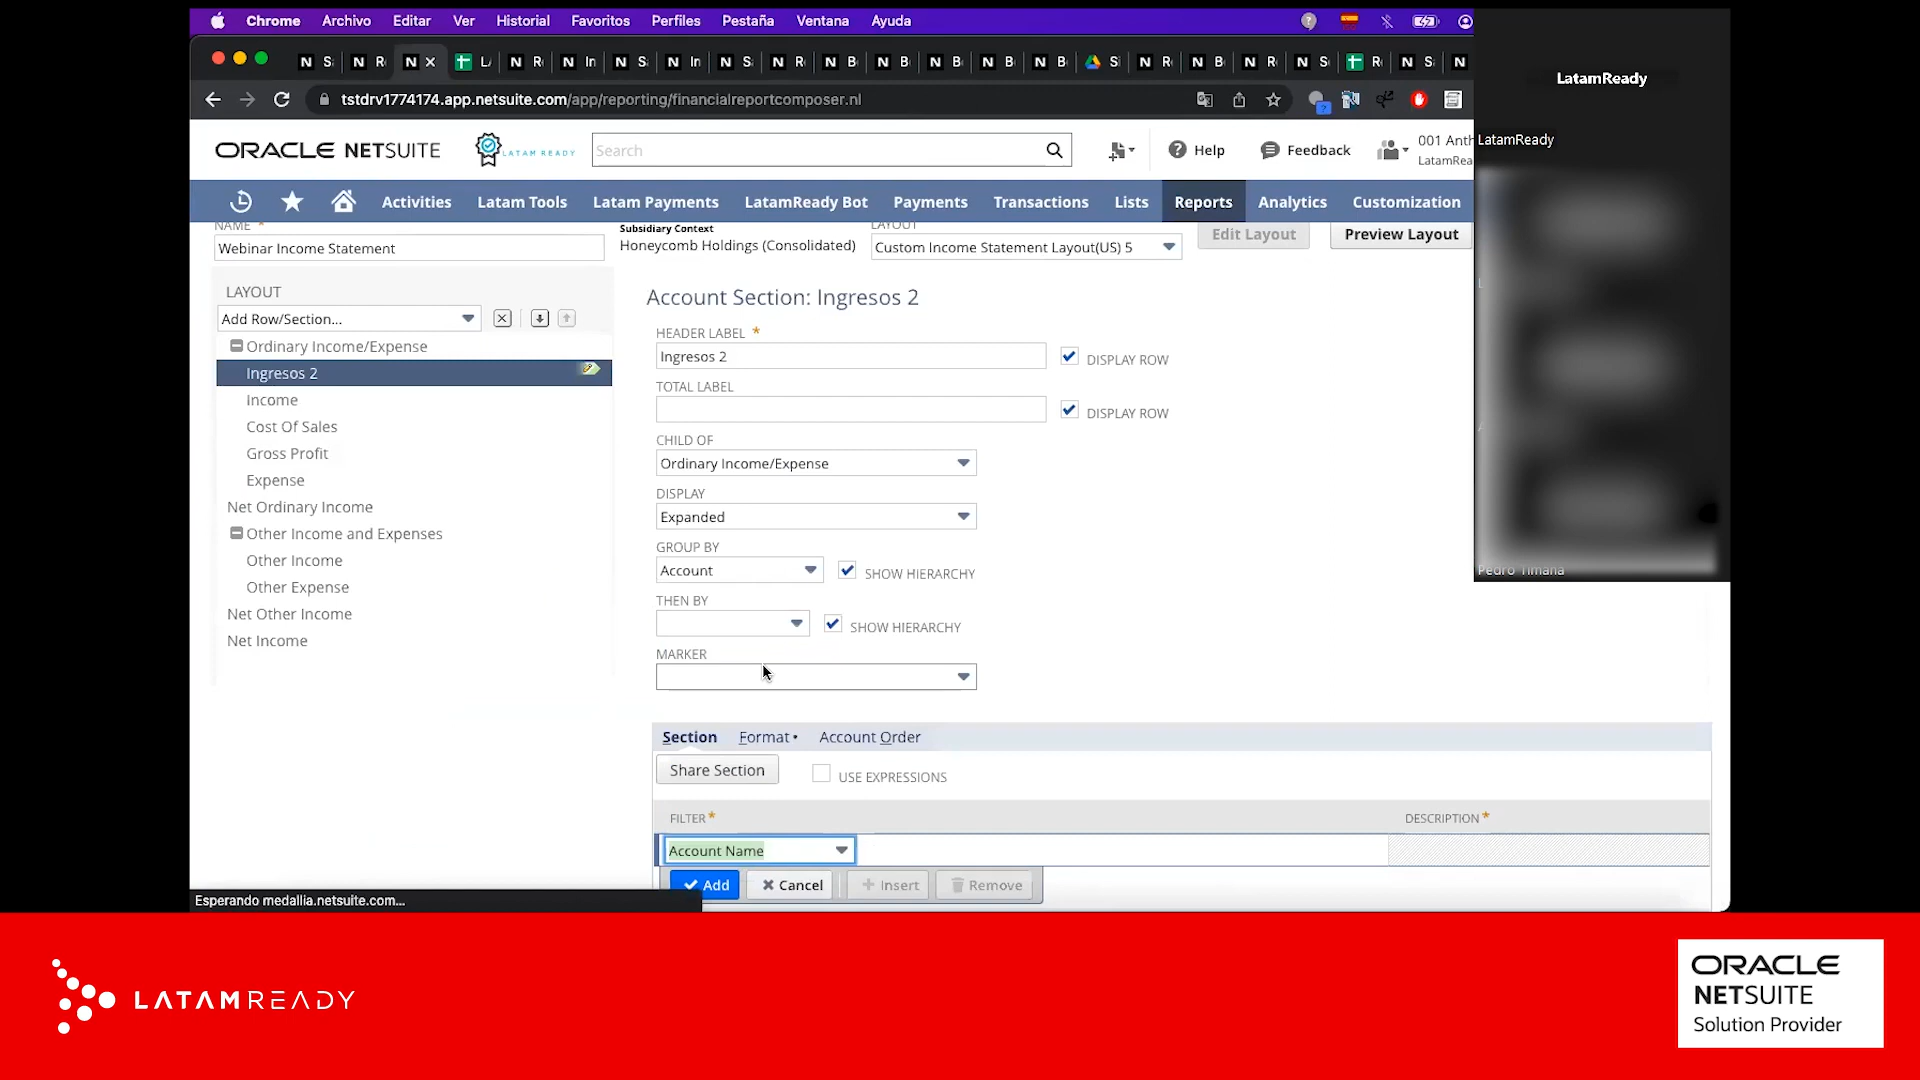 Chrome Archivo Editar Ver Historial Favoritos Perfiles Pestaña Ventana Ayuda
N S N R N L/ N R N In N S N In N S N R N B N B N B N B N B S N R N B N R N S R N S N
tstdrv1774174.app.netsuite.com/app/reporting/financialreportcomposer.nl
LatamReady
ORACLE NETSUITE LATAM READY Search Help Feedback 001 Anth
LatamRea
LatamReady
Activities Latam Tools Latam Payments LatamReady Bot Payments Transactions Lists Reports Analytics Customization
NAME * Subsidiary Context LAYOUT
Webinar Income Statement Honeycomb Holdings (Consolidated) Custom Income Statement Layout(US) 5 Edit Layout Preview Layout
LAYOUT
Add Row/Section...
Ordinary Income/Expense
Ingresos 2
Income
Cost Of Sales
Gross Profit
Expense
Net Ordinary Income
Other Income and Expenses
Other Income
Other Expense
Net Other Income
Net Income
Account Section: Ingresos 2
HEADER LABEL *
Ingresos 2 DISPLAY ROW
TOTAL LABEL
DISPLAY ROW
CHILD OF
Ordinary Income/Expense
DISPLAY
Expanded
GROUP BY
Account SHOW HIERARCHY
THEN BY
SHOW HIERARCHY
MARKER
Pedro Timana
Section Format • Account Order
Share Section USE EXPRESSIONS
FILTER * DESCRIPTION *
Account Name
Add Cancel Insert Remove
Esperando medallia.netsuite.com...
LATAMREADY
ORACLE
NETSUITE
Solution Provider